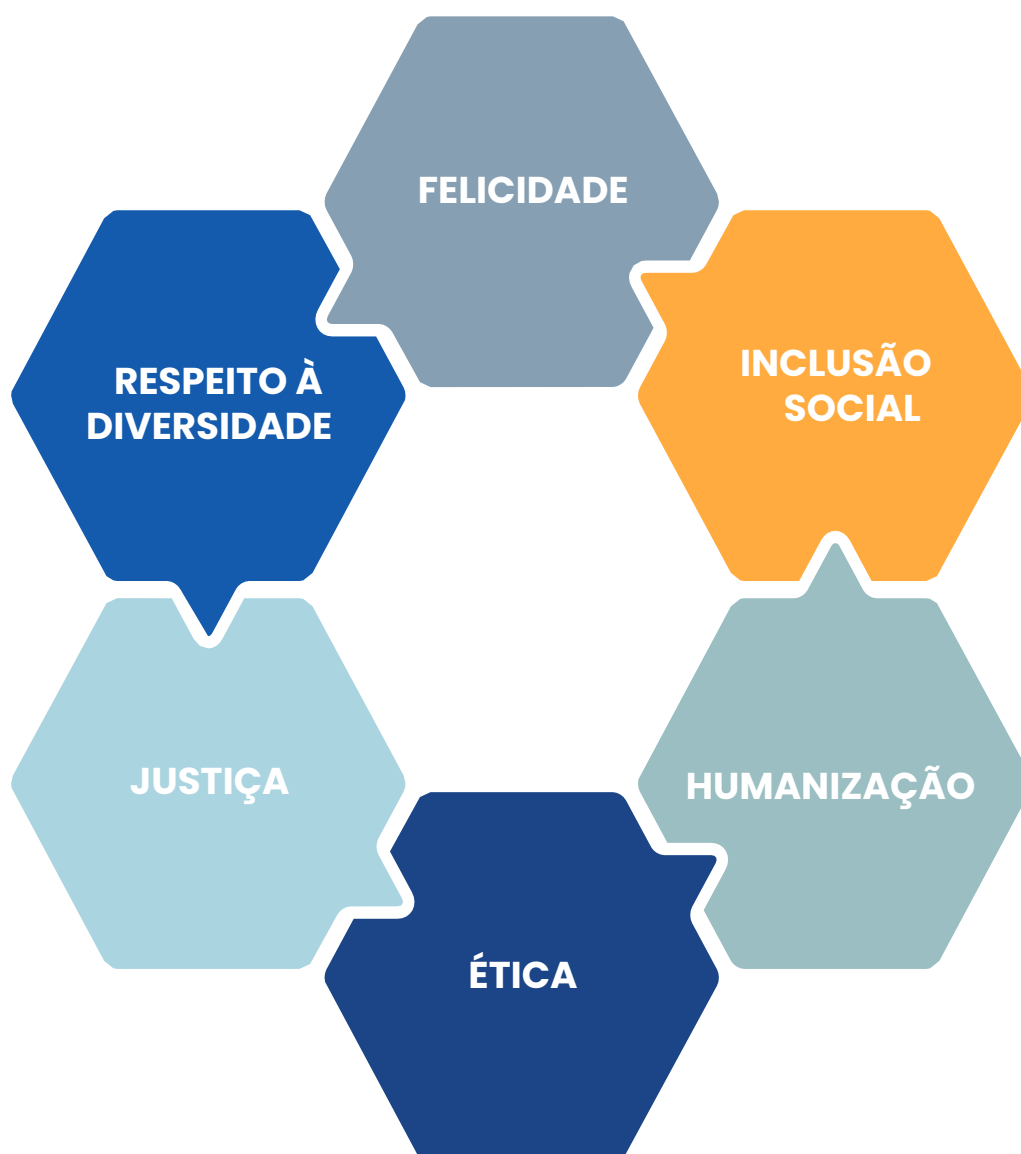 FELICIDADE
INCLUSÃO
SOCIAL
RESPEITO À
DIVERSIDADE
JUSTIÇA
HUMANIZAÇÃO
ÉTICA